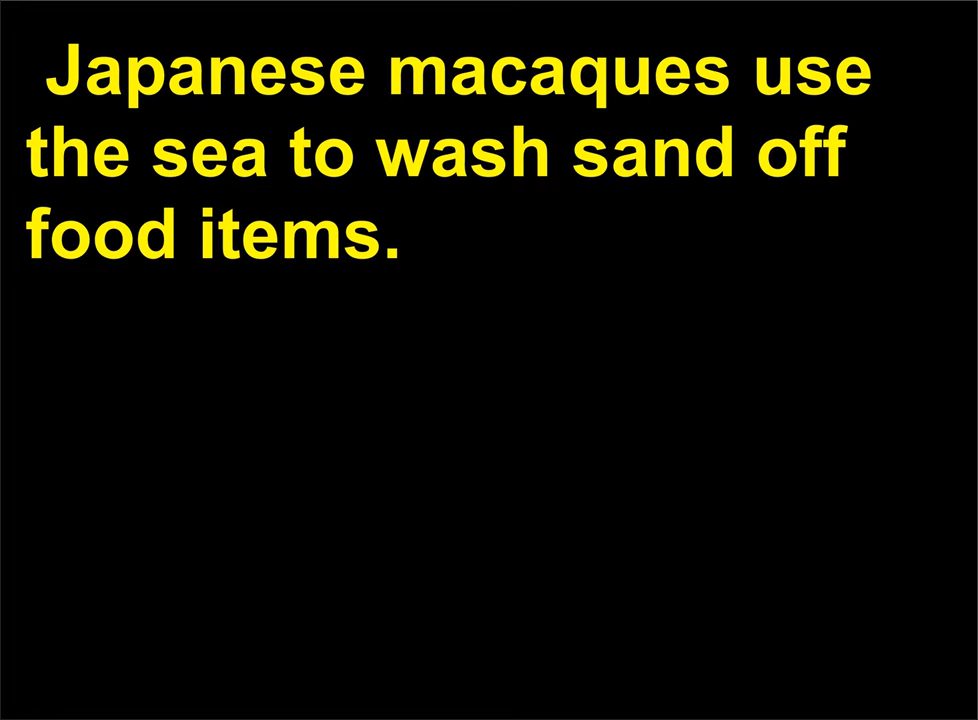 Japanese macaques use
the sea to wash sand off
food items.